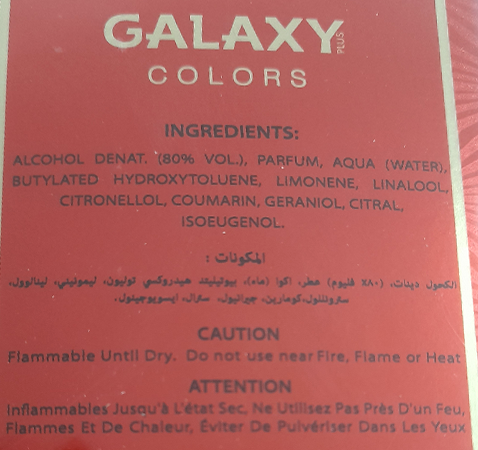 GALAXY PLUS
COLORS
INGREDIENTS:
ALCOHOL DENAT. (80% VOL.), PARFUM, AQUA (WATER),
BUTYLATED HYDROXYTOLUENE, LIMONENE, LINALOOL,
CITRONELLOL, COUMARIN, GERANIOL, CITRAL,
ISOEUGENOL.
المكونات :
الكحول دينات، (٨٠٪ فليوم) عطر، اكوا (ماء)، بيوتيليتد هيدروكسي توليون، ليمونيني، لينالوول،
سترونللول،كومارين، جيرانيول، سترال، ايسويوجينول.
CAUTION
Flammable Until Dry. Do not use near Fire, Flame or Heat
ATTENTION
Inflammables Jusqu'à L'état Sec, Ne Utilisez Pas Près D'un Feu,
Flammes Et De Chaleur, Éviter De Pulvériser Dans Les Yeux